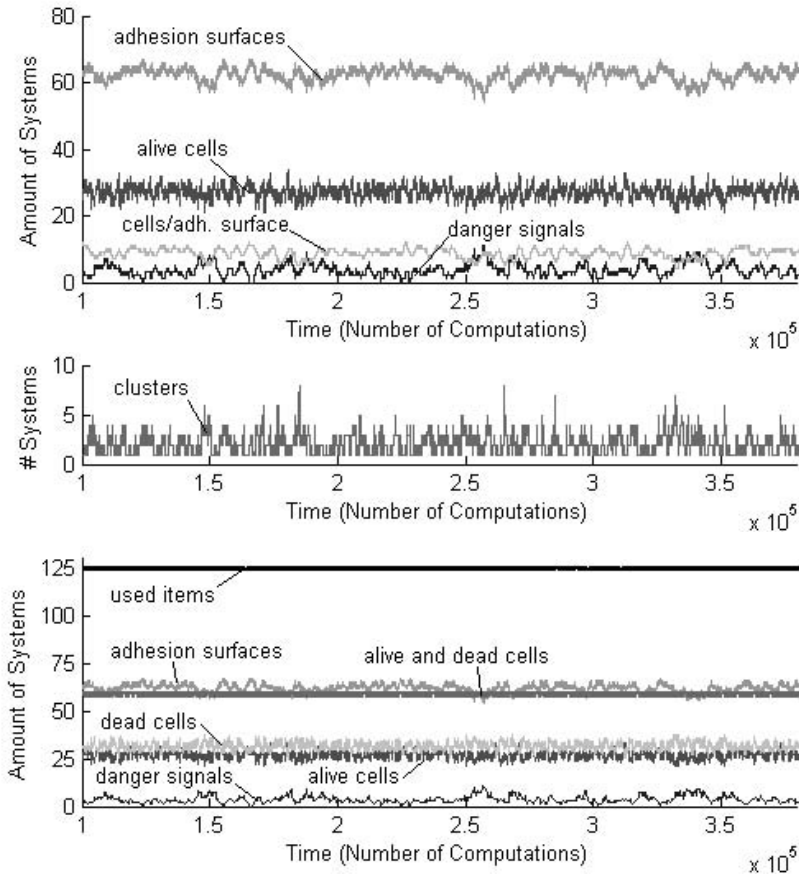 80
adhesion surfaces
60
Amount of Systems
40
alive cells
20
cells/adh. surface
danger signals
0
1 1.5 2 2.5 3 3.5
Time (Number of Computations)
x 10^5
10
clusters
# Systems
5
0
1 1.5 2 2.5 3 3.5
Time (Number of Computations)
x 10^5
125
used items
100
Amount of Systems
75
adhesion surfaces
alive and dead cells
50
dead cells
25
danger signals
alive cells
0
1 1.5 2 2.5 3 3.5
Time (Number of Computations)
x 10^5